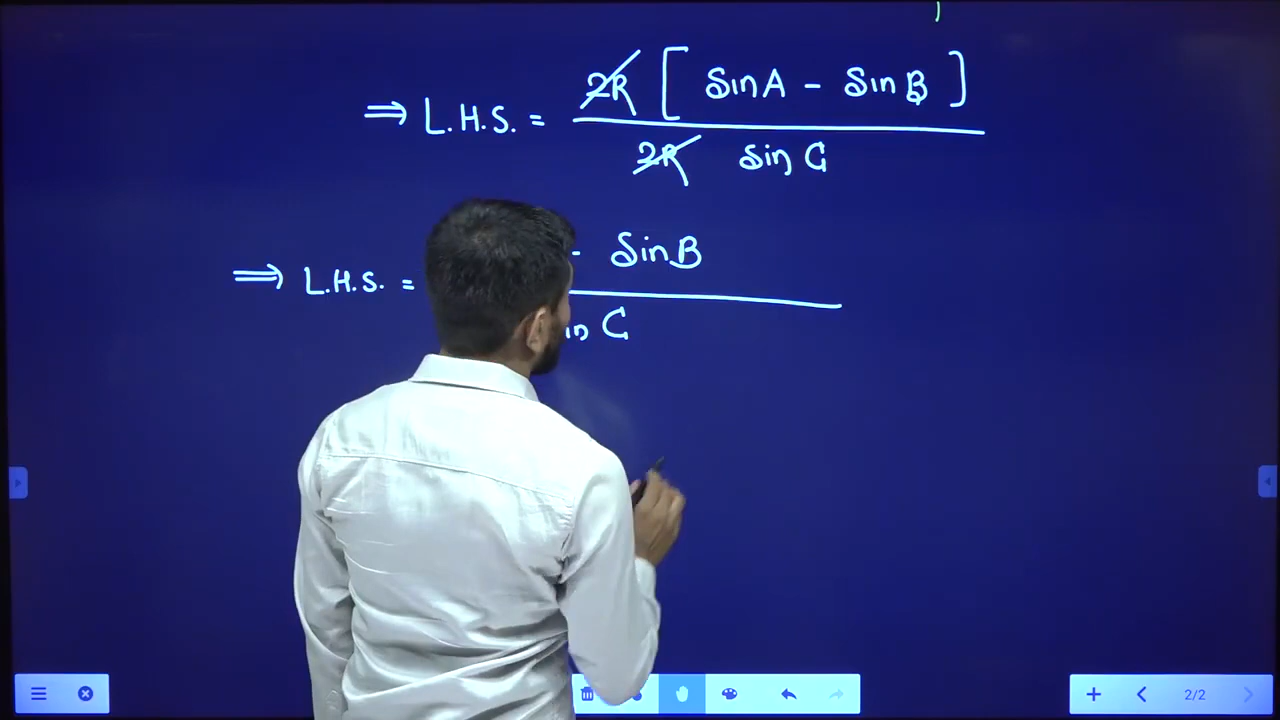 ⇒ L.H.S. = 2R [ sin A - sin B ]
2R sin C
⇒ L.H.S. = - sin B
in C
2/2